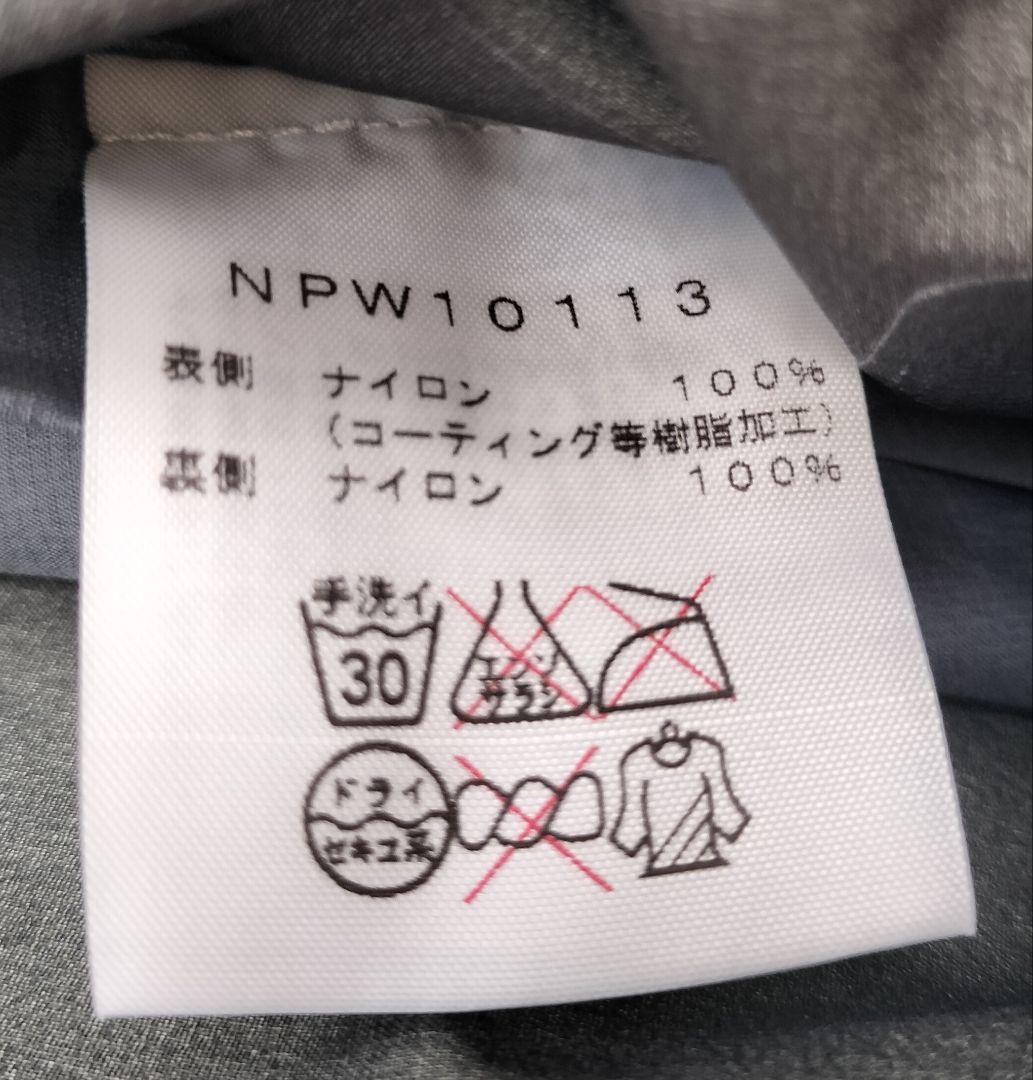 NPW10113
表側 ナイロン 100%
(コーティング等樹脂加工)
裏側 ナイロン 100%
手洗イ
30
エンソ
サラシ
ドライ
セキユ系